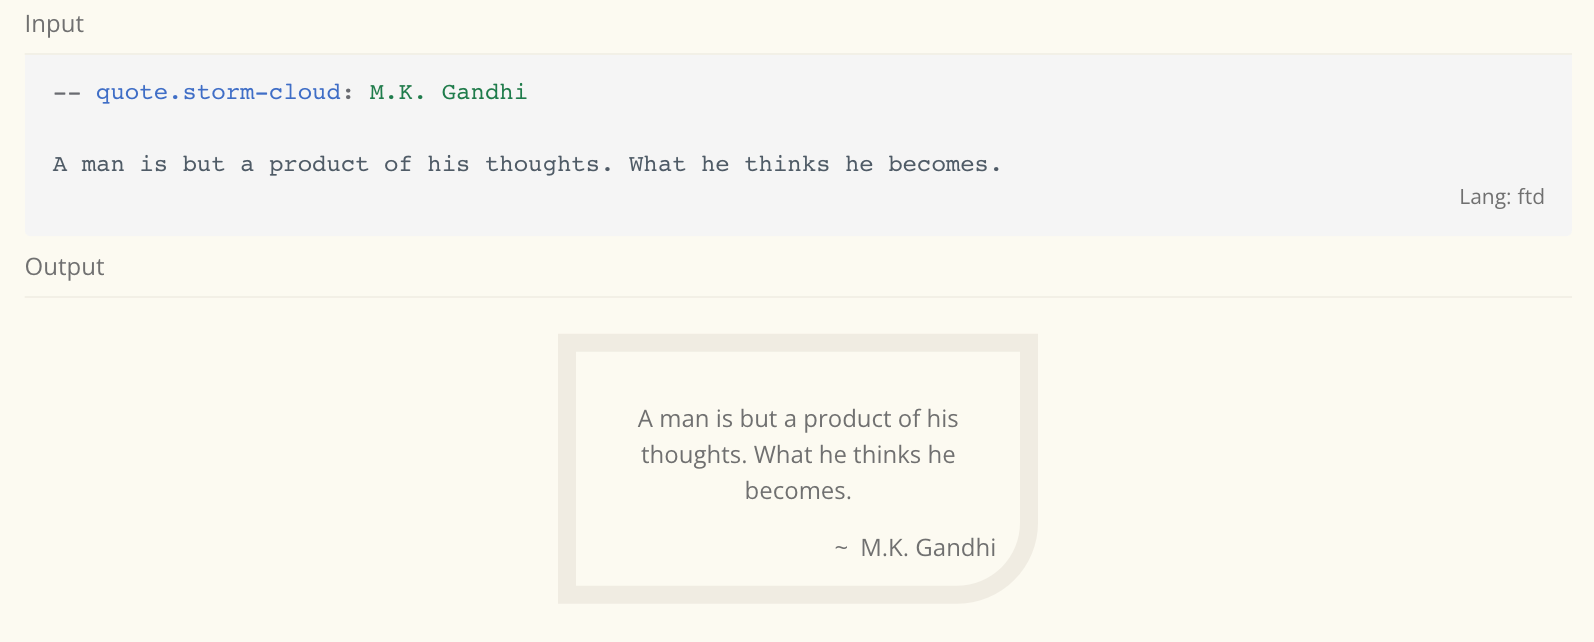 Input
-- quote.storm-cloud: M.K. Gandhi
A man is but a product of his thoughts. What he thinks he becomes.
Lang: ftd
Output
A man is but a product of his
thoughts. What he thinks he
becomes.
~ M.K. Gandhi